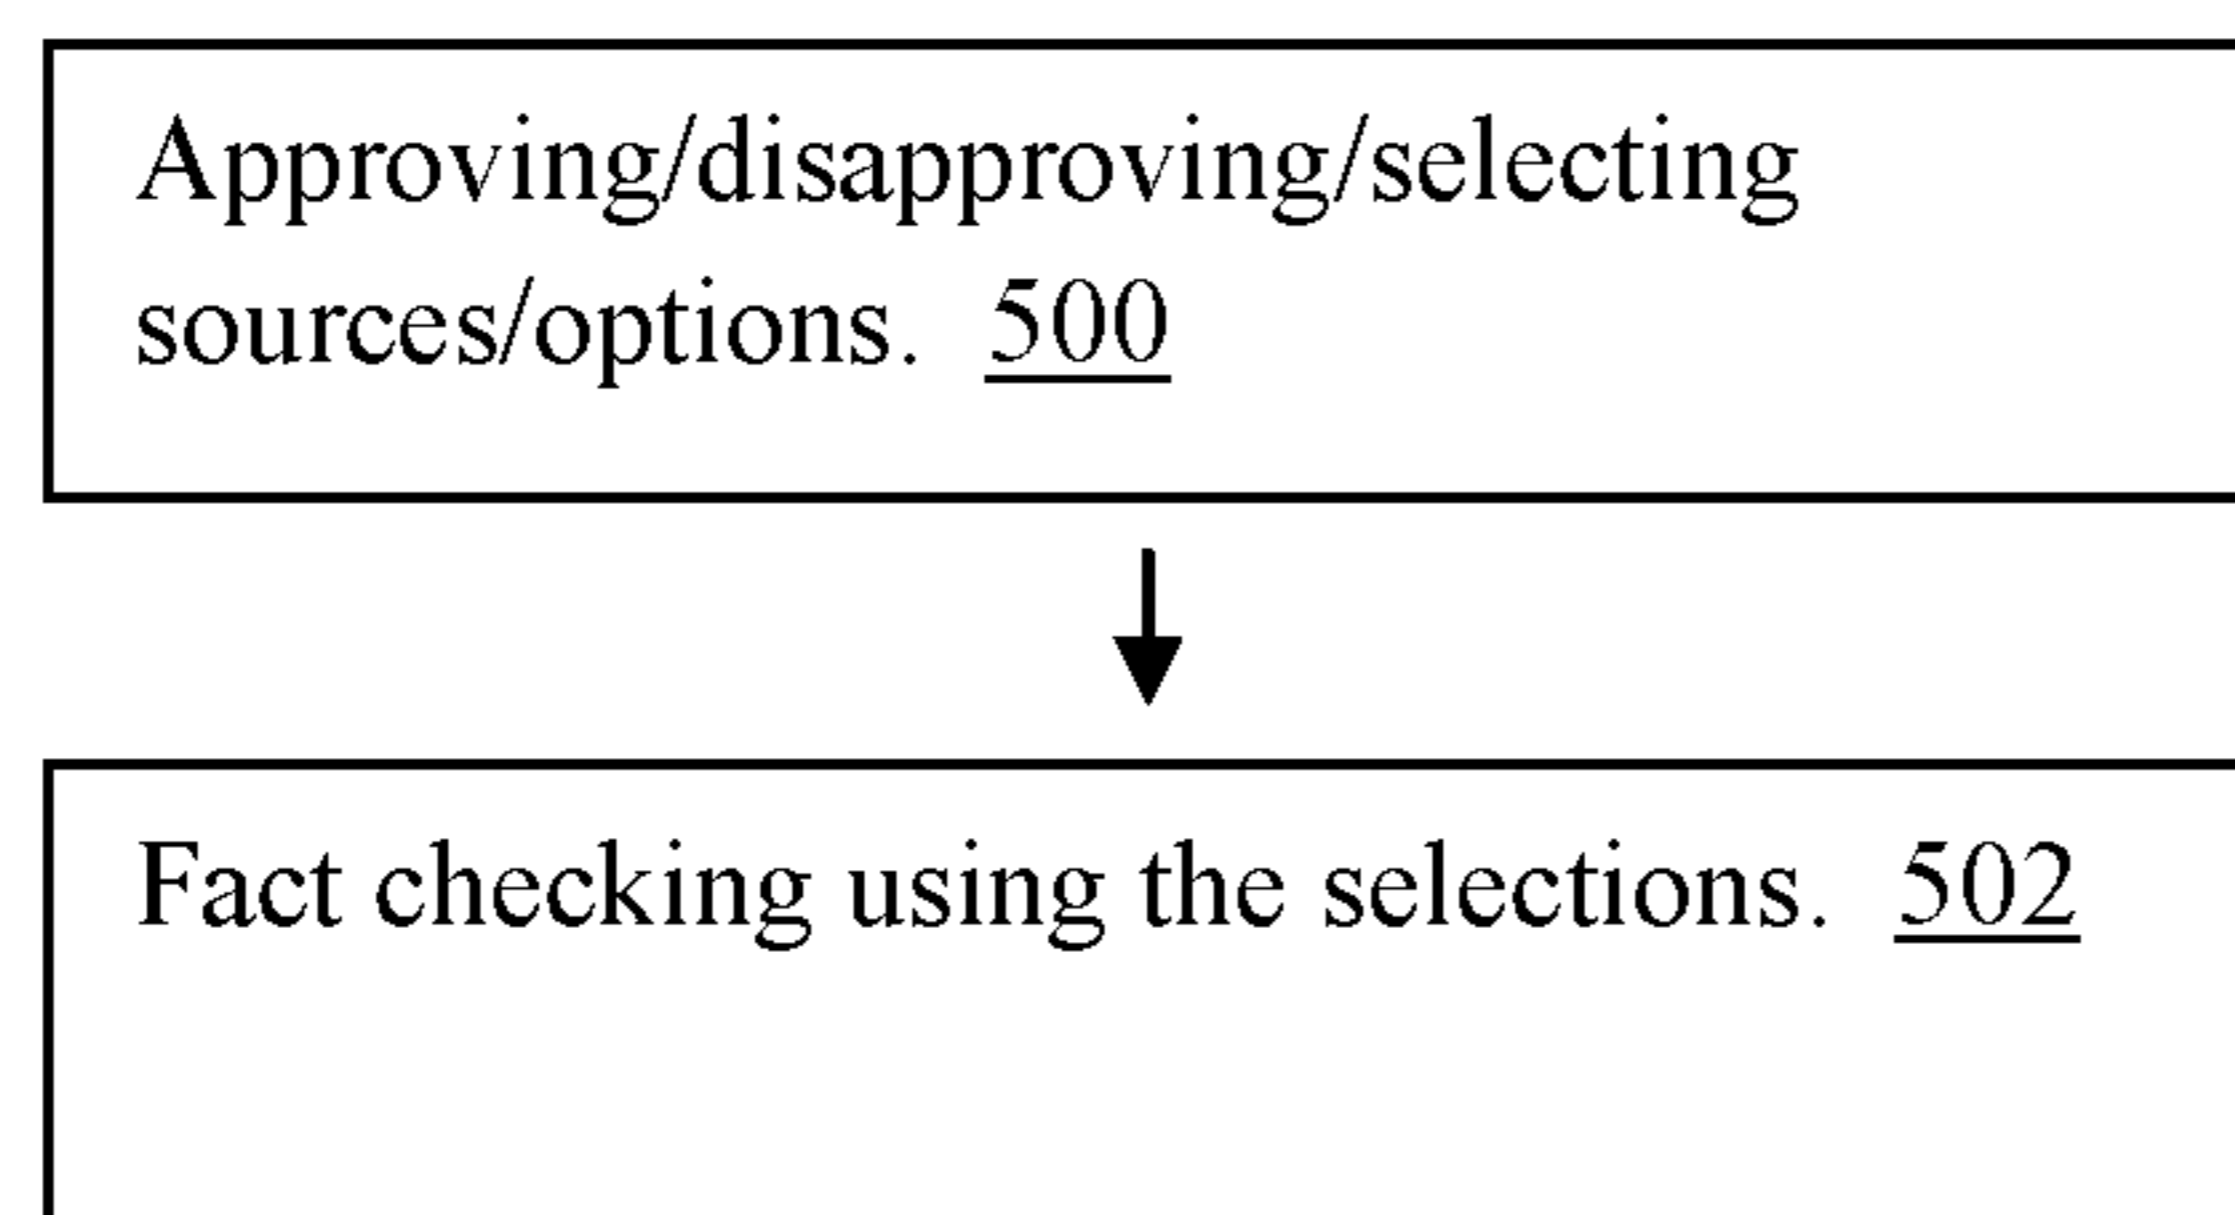 Approving/disapproving/selecting
sources/options. 500
Fact checking using the selections. 502